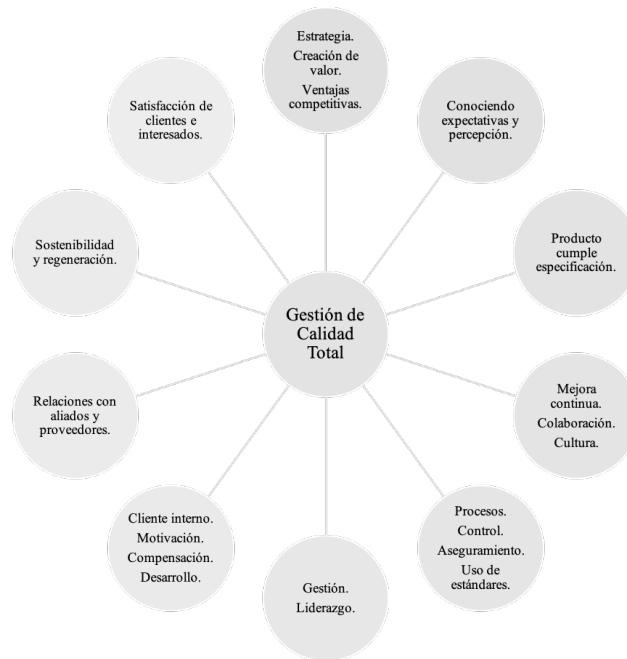 Estrategia.
Creación de
valor.
Ventajas
competitivas.
Conociendo
expectativas y
percepción.
Producto
cumple
especificación.
Mejora
continua.
Colaboración.
Cultura.
Procesos.
Control.
Aseguramiento.
Uso de
estándares.
Gestión.
Liderazgo.
Cliente interno.
Motivación.
Compensación.
Desarrollo.
Relaciones con
aliados y
proveedores.
Sostenibilidad
y regeneración.
Satisfacción de
clientes e
interesados.
Gestión de
Calidad
Total